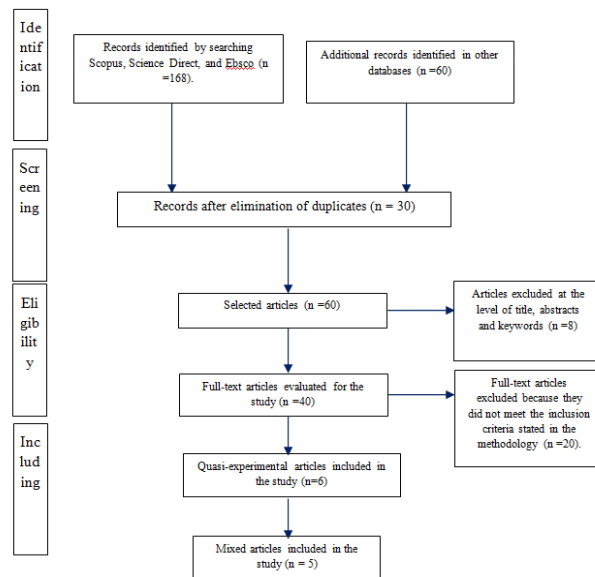 Ide
ntif
icat
ion
Records identified by searching
Scopus, Science Direct, and Ebsco (n
=168).
Additional records identified in other
databases (n =60)
Scr
een
ing
Records after elimination of duplicates (n = 30)
Eli
gib
ilit
y
Selected articles (n =60)
Articles excluded at the
level of title, abstracts
and keywords (n =8)
Full-text articles evaluated for the
study (n =40)
Full-text articles
excluded because they
did not meet the inclusion
criteria stated in the
methodology (n =20).
Inc
lud
ing
Quasi-experimental articles included in
the study (n=6)
Mixed articles included in the
study (n = 5)